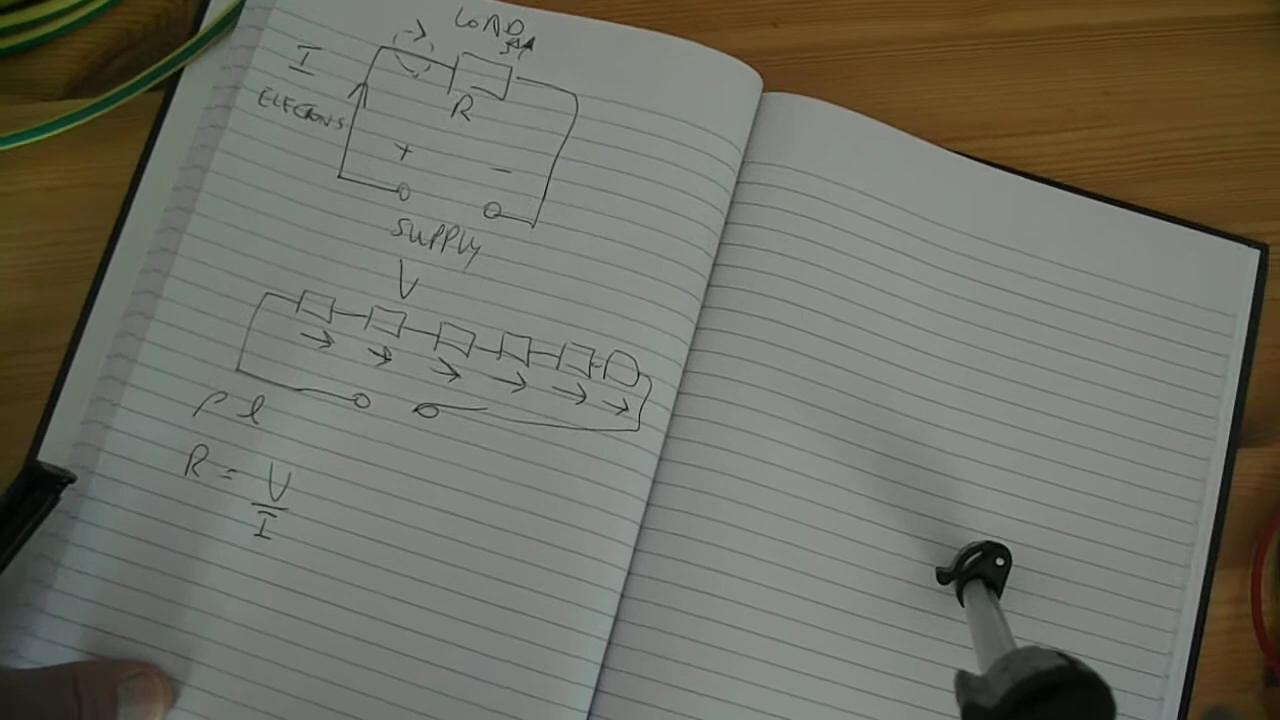 LOAD
I
R
ELECTRONS
+ -
SUPPLY
V
ρ l
R = V
I